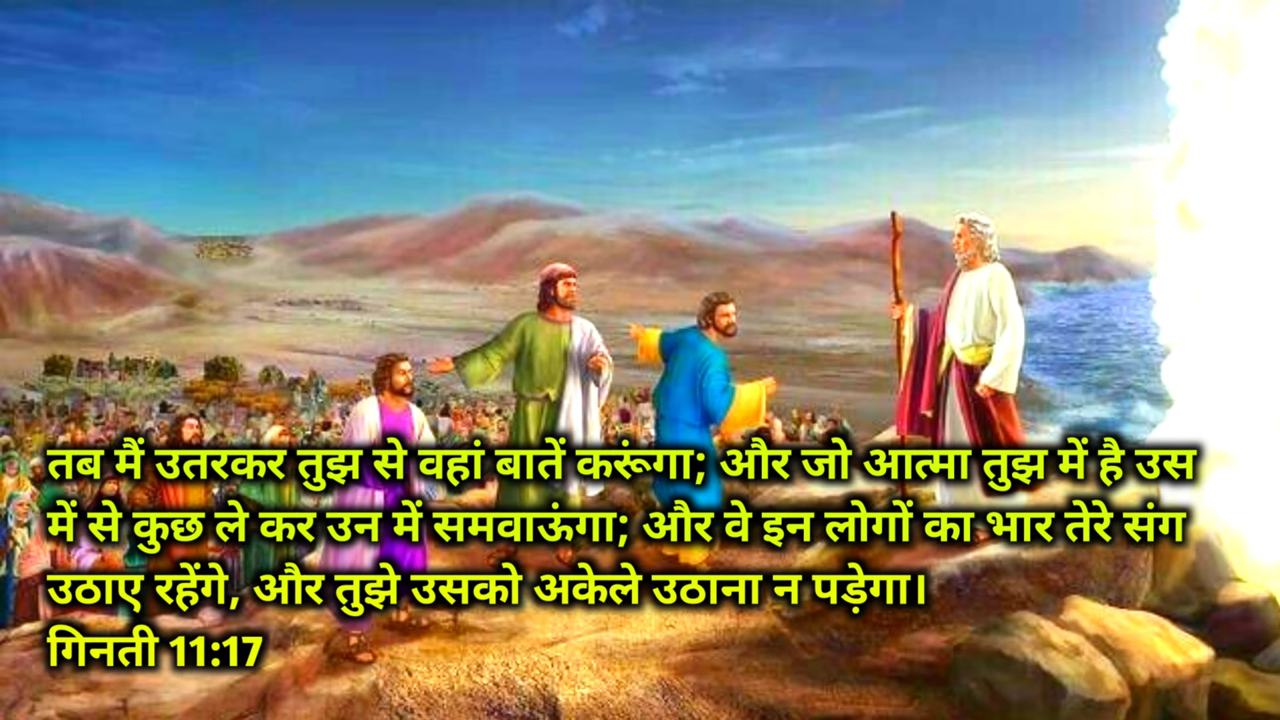 तब मैं उतरकर तुझ से वहां बातें करूंगा; और जो आत्मा तुझ में है उस
में से कुछ ले कर उन में समवाऊंगा; और वे इन लोगों का भार तेरे संग
उठाए रहेंगे, और तुझे उसको अकेले उठाना न पड़ेगा।
गिनती 11:17